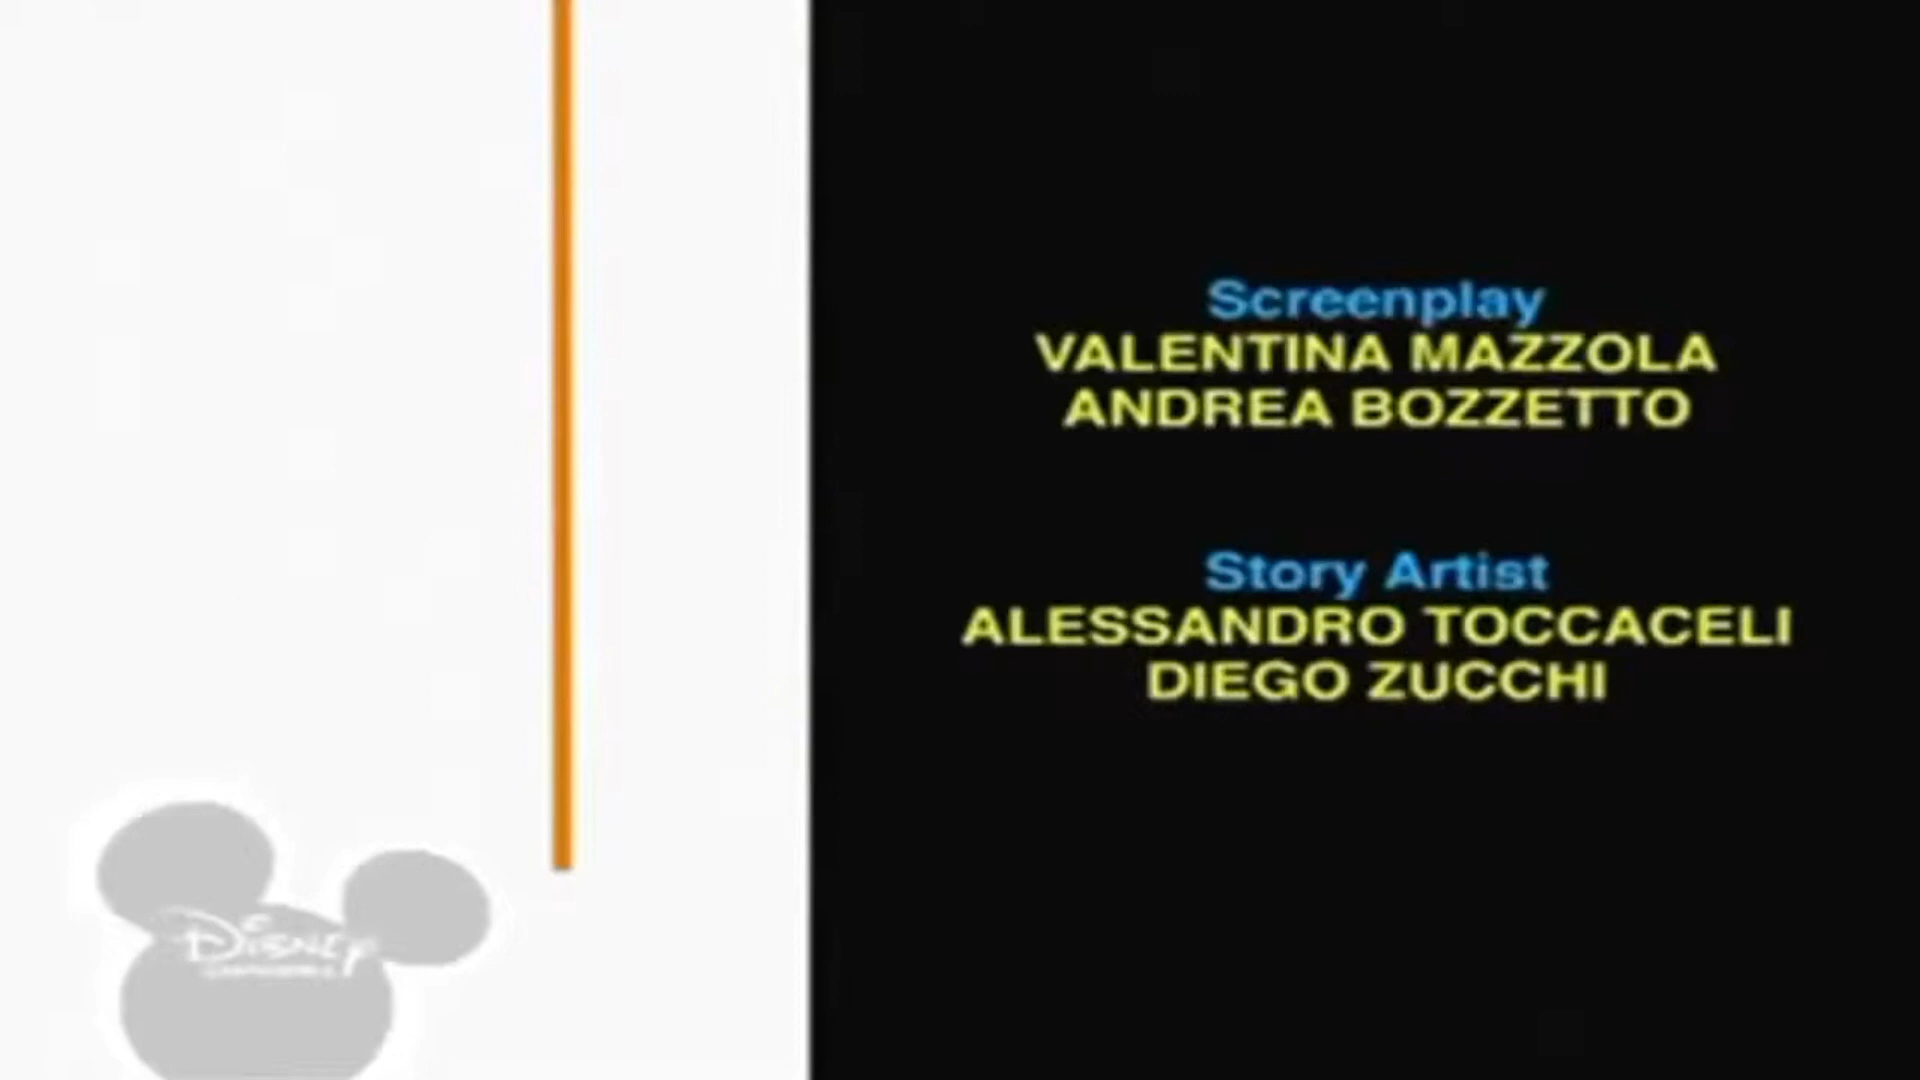 Screenplay
VALENTINA MAZZOLA
ANDREA BOZZETTO
Story Artist
ALESSANDRO TOCCACELI
DIEGO ZUCCHI
DISNEY